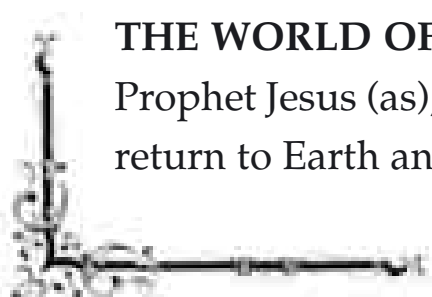 THE WORLD OF
Prophet Jesus (as),
return to Earth an